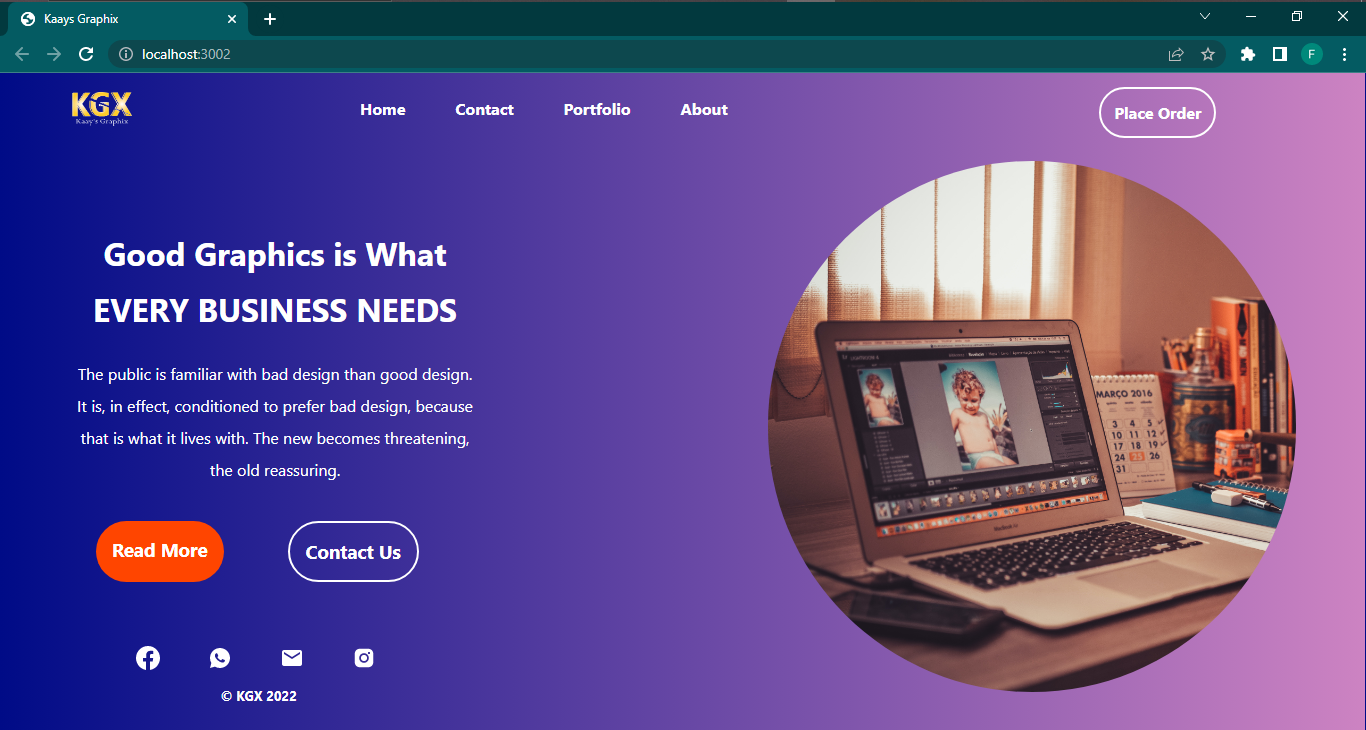 Kaays Graphix
localhost:3002
KGX
Kaay's Graphix
Home Contact Portfolio About
Place Order
Good Graphics is What
EVERY BUSINESS NEEDS
The public is familiar with bad design than good design.
It is, in effect, conditioned to prefer bad design, because
that is what it lives with. The new becomes threatening,
the old reassuring.
Read More
Contact Us
© KGX 2022
F
MARÇO 2016
3 4 5
10 11 12
17 18 19
24 25 26
31
MacBook Air